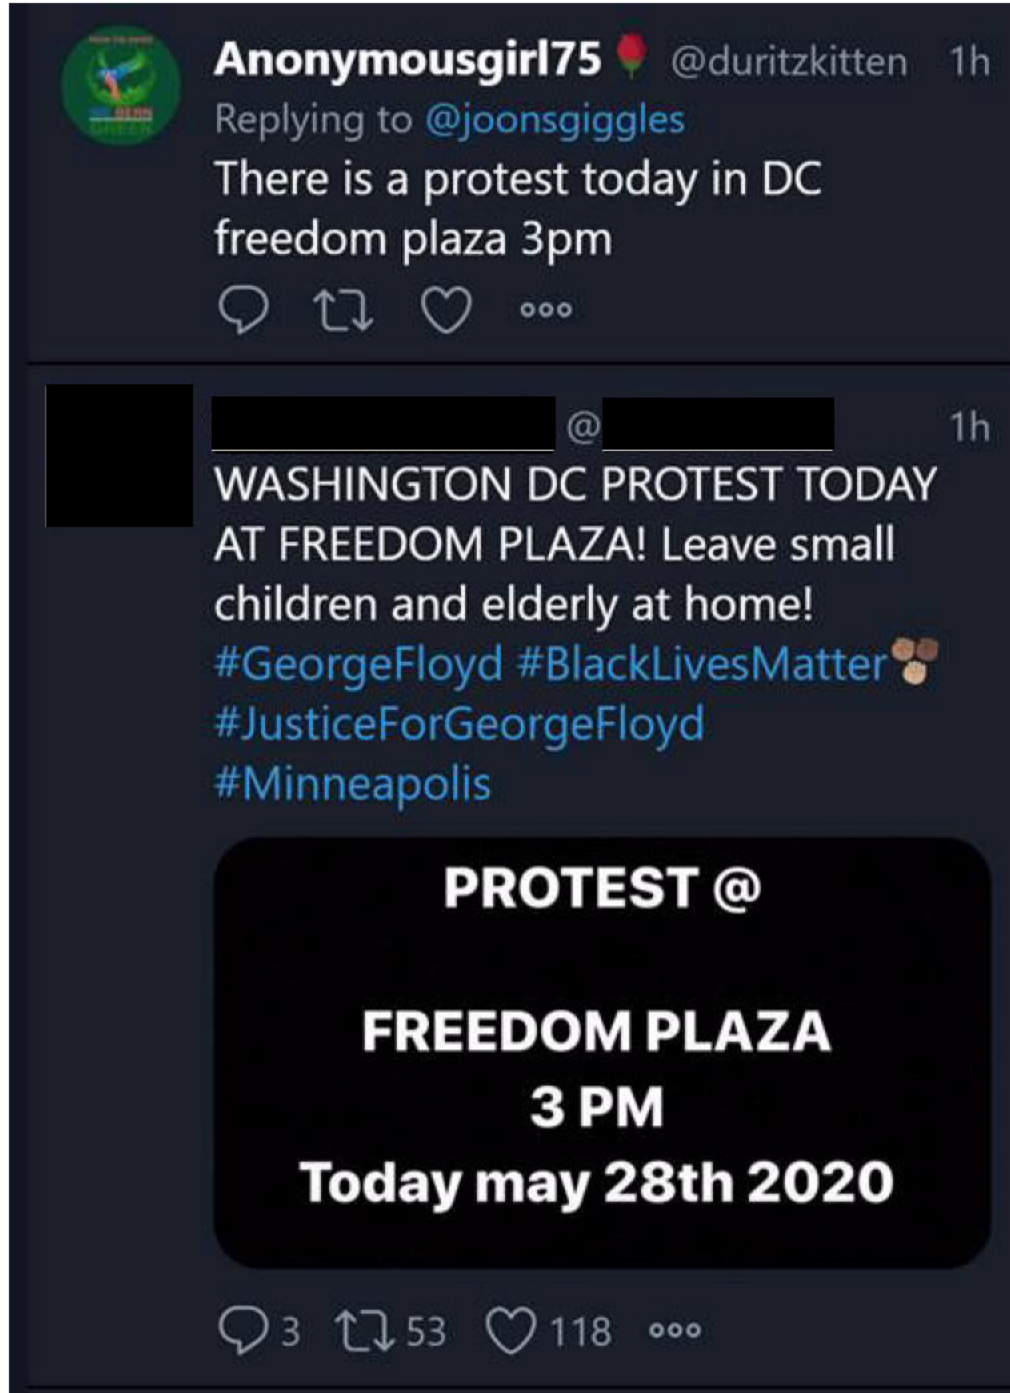 Anonymousgirl75🌹 @duritzkitten 1h
Replying to @joonsgiggles
There is a protest today in DC
freedom plaza 3pm
@ 1h
WASHINGTON DC PROTEST TODAY
AT FREEDOM PLAZA! Leave small
children and elderly at home!
#GeorgeFloyd #BlackLivesMatter
#JusticeForGeorgeFloyd
#Minneapolis
PROTEST @
FREEDOM PLAZA
3 PM
Today may 28th 2020
3 53 118